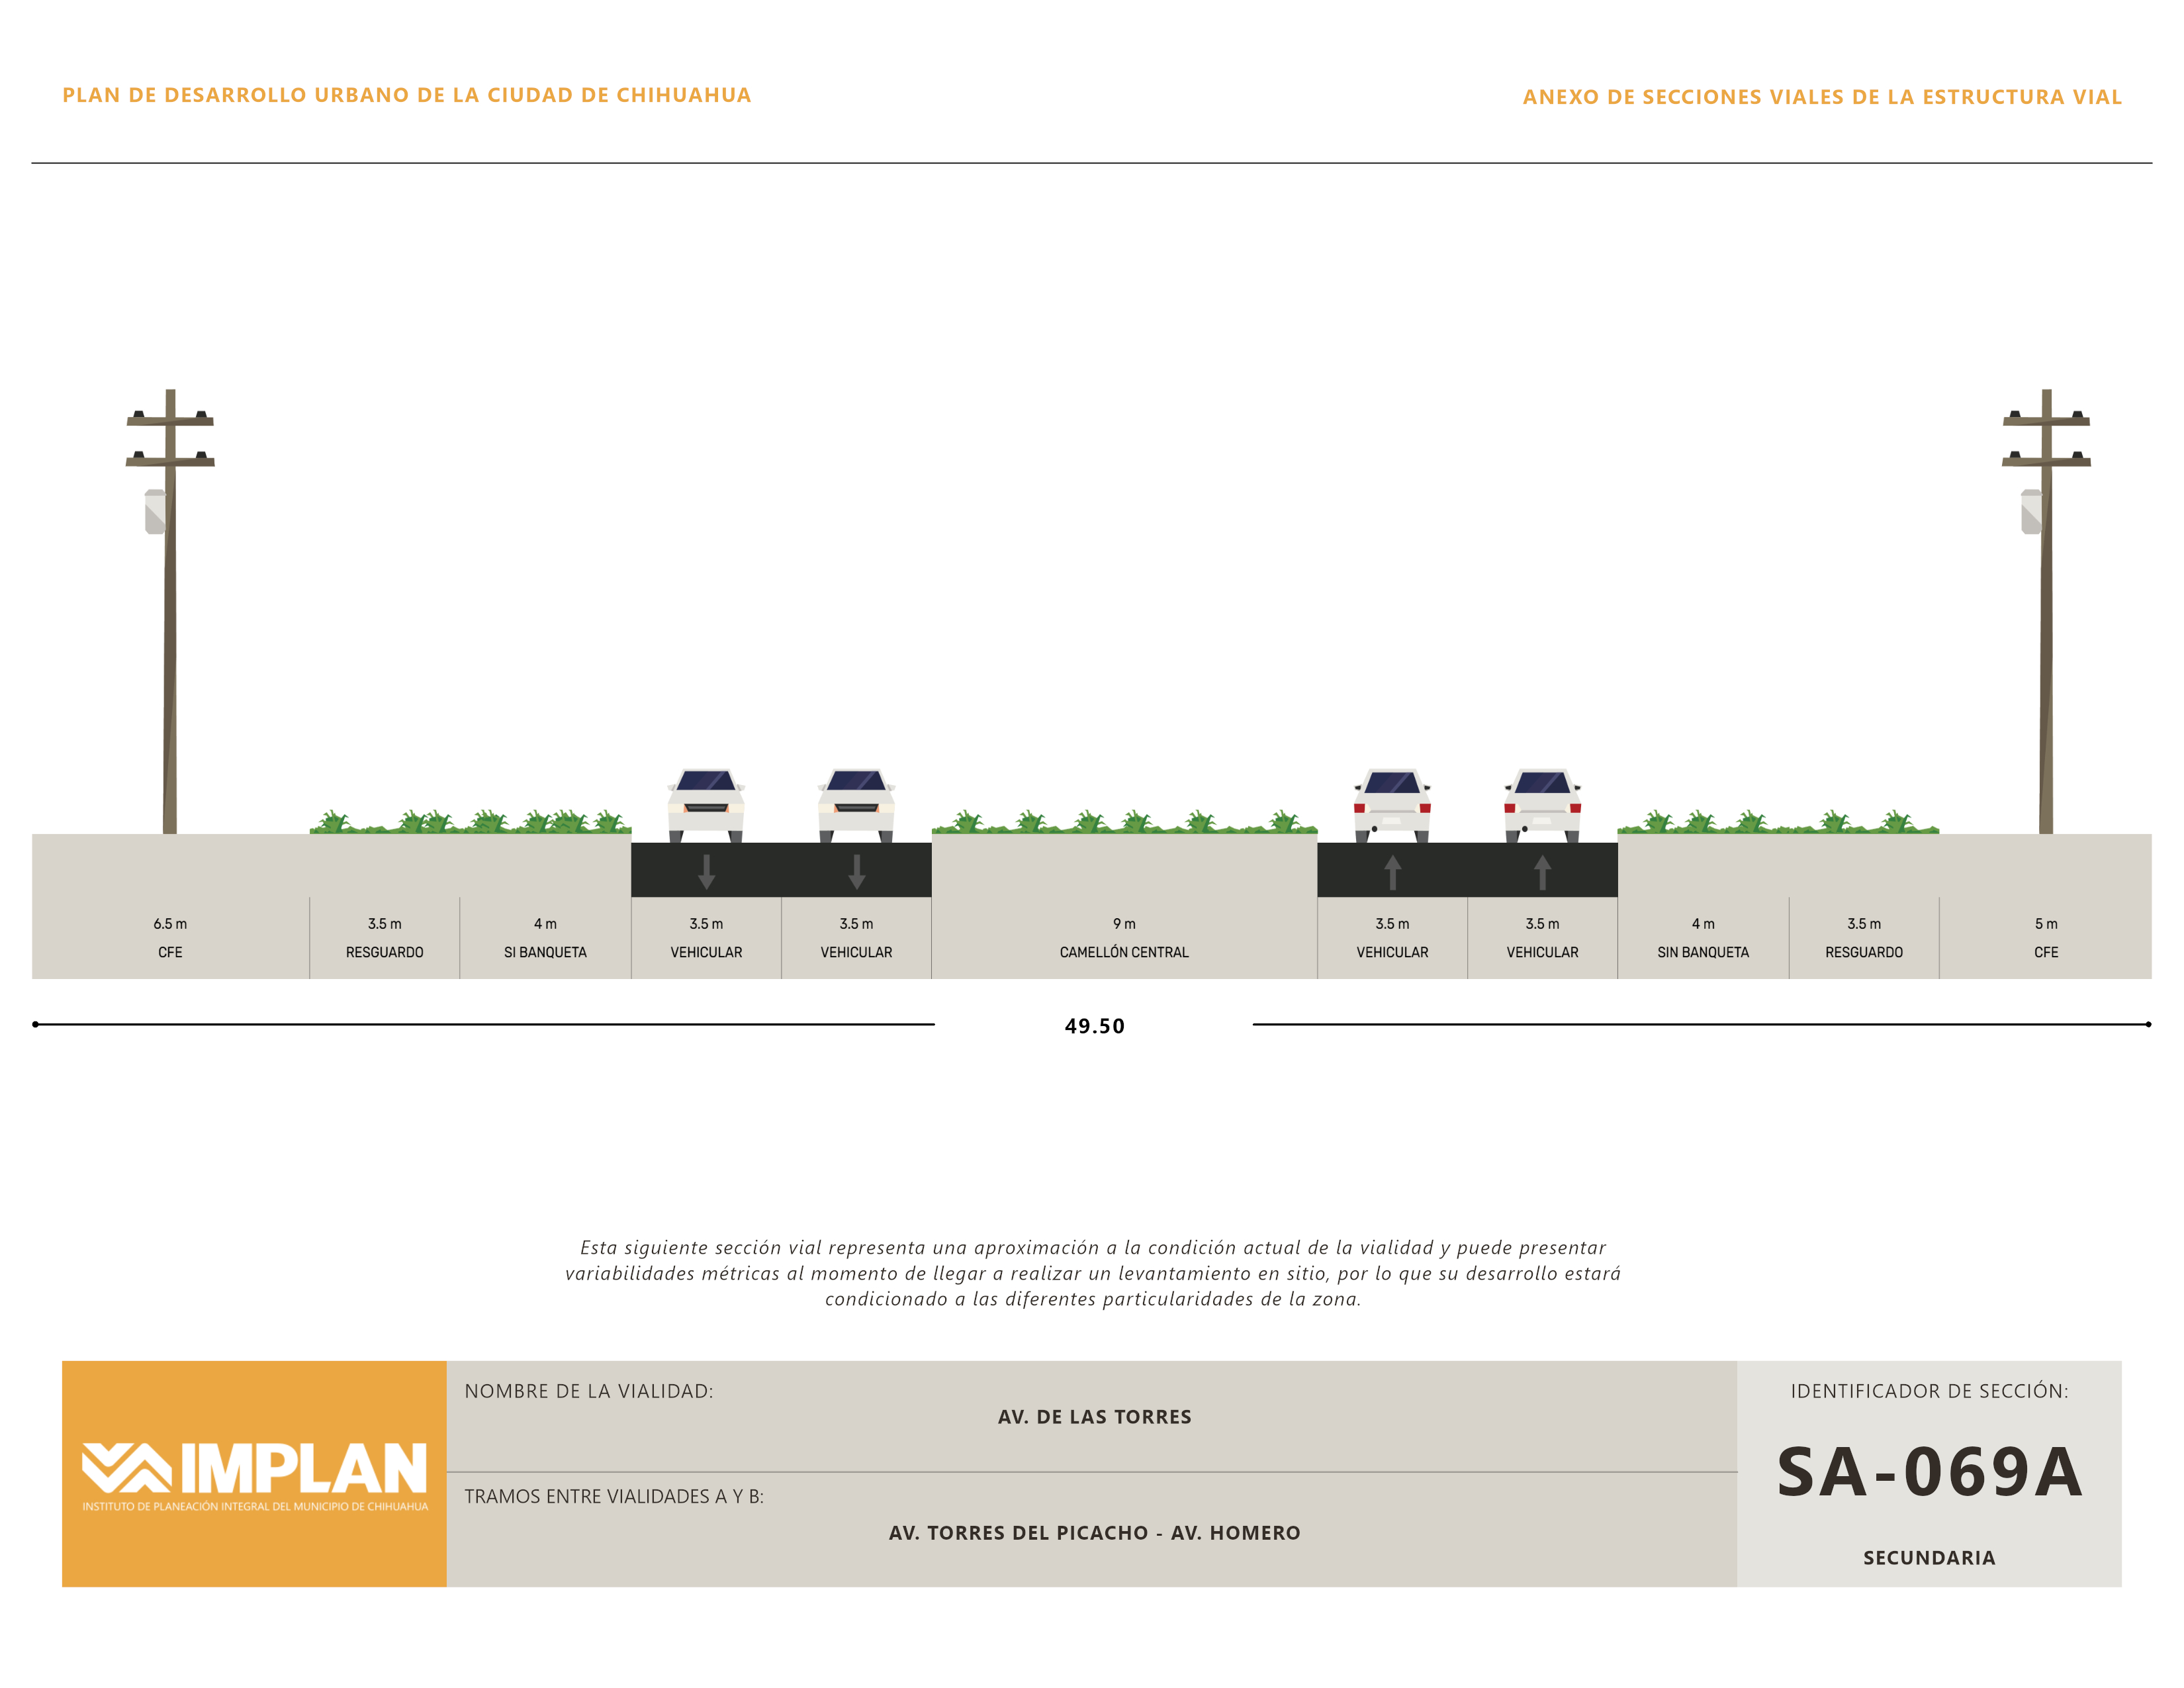 PLAN DE DESARROLLO URBANO DE LA CIUDAD DE CHIHUAHUA
ANEXO DE SECCIONES VIALES DE LA ESTRUCTURA VIAL
6.5 m
CFE
3.5 m
RESGUARDO
4 m
SI BANQUETA
3.5 m
VEHICULAR
3.5 m
VEHICULAR
9 m
CAMELLÓN CENTRAL
3.5 m
VEHICULAR
3.5 m
VEHICULAR
4 m
SIN BANQUETA
3.5 m
RESGUARDO
5 m
CFE
49.50
Esta siguiente sección vial representa una aproximación a la condición actual de la vialidad y puede presentar
variabilidades métricas al momento de llegar a realizar un levantamiento en sitio, por lo que su desarrollo estará
condicionado a las diferentes particularidades de la zona.
IMPLAN
INSTITUTO DE PLANEACIÓN INTEGRAL DEL MUNICIPIO DE CHIHUAHUA
NOMBRE DE LA VIALIDAD:
AV. DE LAS TORRES
TRAMOS ENTRE VIALIDADES A Y B:
AV. TORRES DEL PICACHO - AV. HOMERO
IDENTIFICADOR DE SECCIÓN:
SA-069A
SECUNDARIA